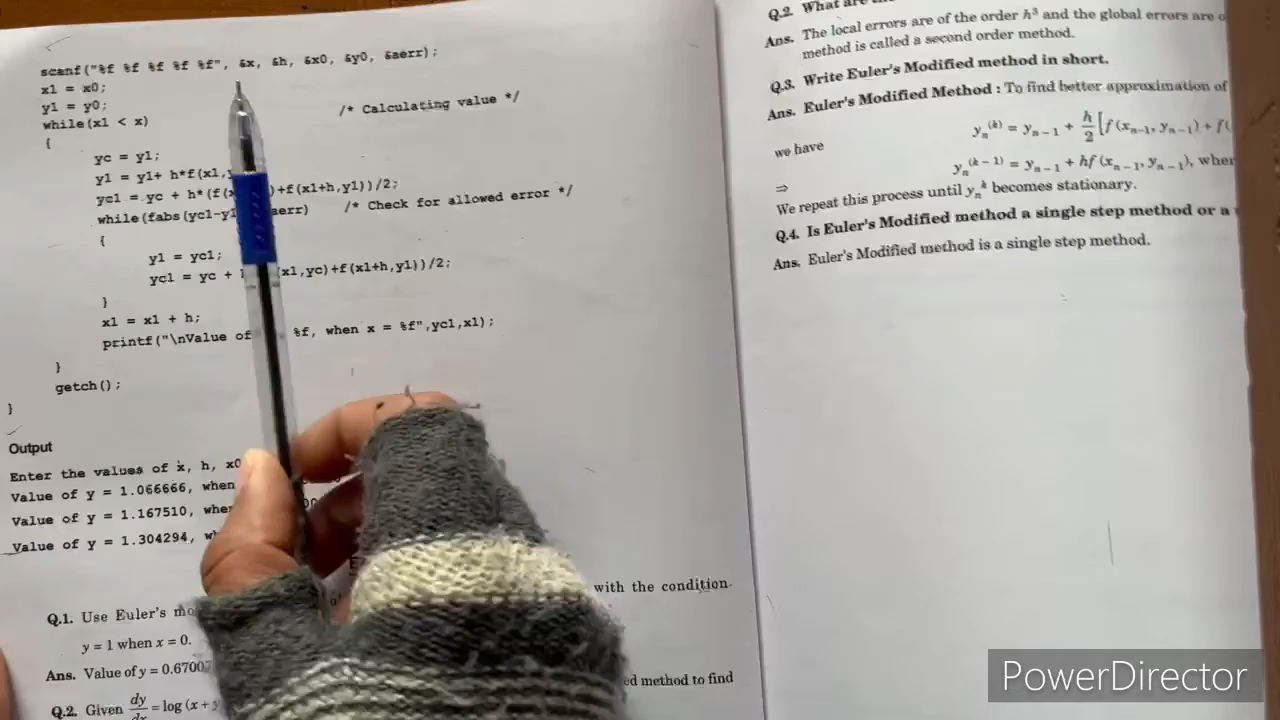 scanf("%f %f %f %f %f", &x, &h, &x0, &y0, &aerr);
x1 = x0;
y1 = y0;
while(x1 < x) /* Calculating value */
{
yc = y1;
y1 = y1+ h*f(x1,
yc1 = yc + h*(f( )+f(x1+h,y1))/2;
while(fabs(yc1-y1 aerr) /* Check for allowed error */
{
y1 = yc1;
yc1 = yc + (x1,yc)+f(x1+h,y1))/2;
}
x1 = x1 + h;
printf("\nValue of %f, when x = %f",yc1,x1);
}
getch();
}
Output
Enter the values of x, h, x0
Value of y = 1.066666, when
Value of y = 1.167510, when
Value of y = 1.304294,
Q.1. Use Euler's with the condition
y = 1 when x = 0.
Ans. Value of y = 0.67007
Q.2. Given dy/dx = log (x + y ed method to find
Q.2. What are
Ans. The local errors are of the order h³ and the global errors are
method is called a second order method.
Q.3. Write Euler's Modified method in short.
Ans. Euler's Modified Method : To find better approximation of
we have yₙ⁽ᵏ⁾ = yₙ₋₁ + h/2 [f(xₙ₋₁, yₙ₋₁) + f(
⇒ yₙ⁽ᵏ⁻¹⁾ = yₙ₋₁ + hf (xₙ₋₁, yₙ₋₁),
We repeat this process until yₙᵏ becomes stationary.
Q.4. Is Euler's Modified method a single step method or a
Ans. Euler's Modified method is a single step method.
PowerDirector